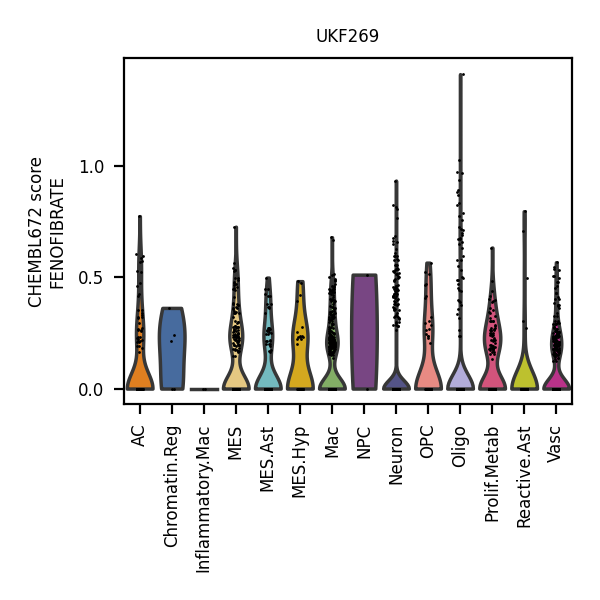 UKF269
CHEMBL672 score
FENOFIBRATE
1.0
0.5
0.0
AC
Chromatin.Reg
Inflammatory.Mac
MES
MES.Ast
MES.Hyp
Mac
NPC
Neuron
OPC
Oligo
Prolif.Metab
Reactive.Ast
Vasc